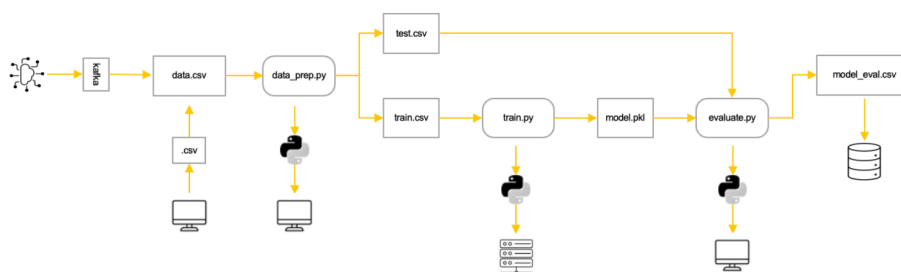 test.csv
kafka
data.csv
data_prep.py
model_eval.csv
train.csv
train.py
model.pkl
evaluate.py
.csv